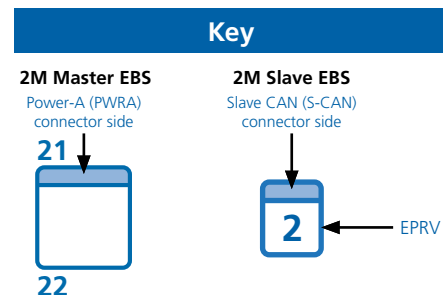 Key
2M Master EBS
Power-A (PWRA)
connector side
21
22
2M Slave EBS
Slave CAN (S-CAN)
connector side
2
EPRV